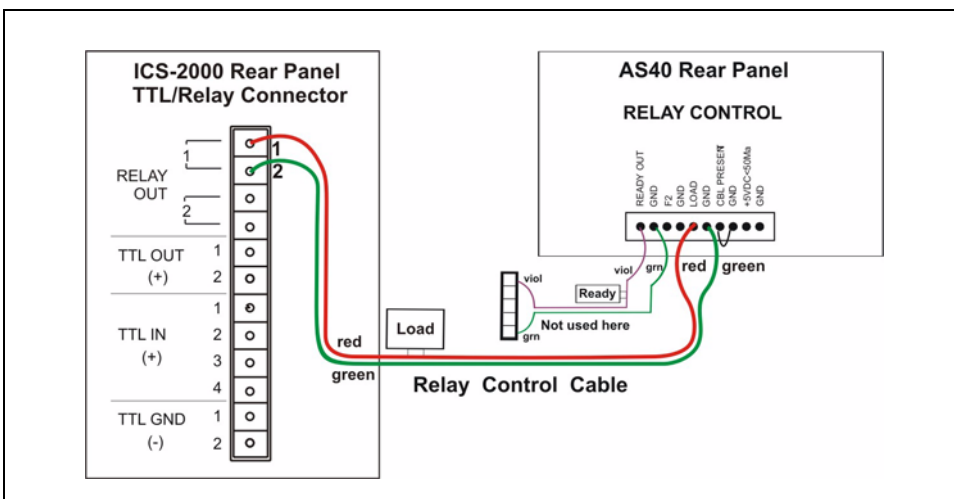 ICS-2000 Rear Panel
TTL/Relay Connector
RELAY
OUT
1
2
1
2
TTL OUT
(+)
1
2
TTL IN
(+)
1
2
3
4
TTL GND
(-)
1
2
AS40 Rear Panel
RELAY CONTROL
READY OUT
GND
F2
GND
LOAD
GND
CBL PRESEN
GND
+5VDC<50Ma
GND
viol
grn
red
green
viol
Ready
Not used here
grn
Load
red
green
Relay Control Cable